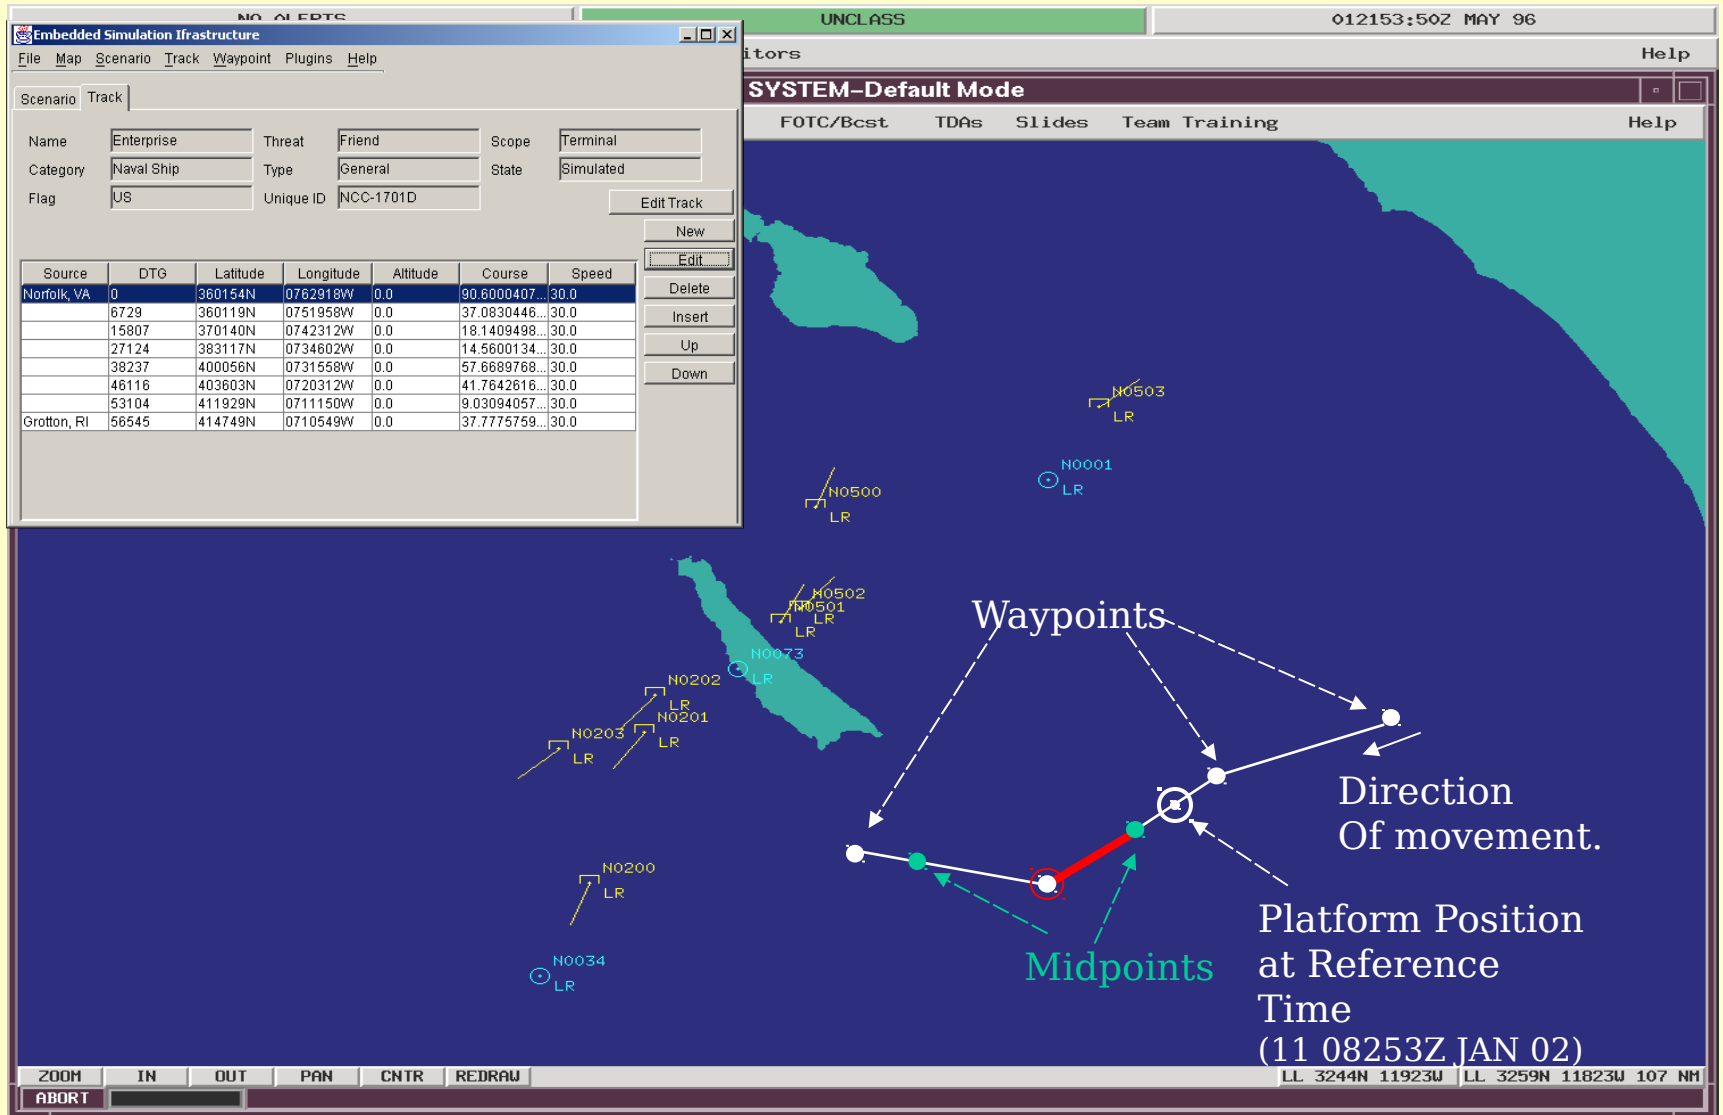 NO ALERTS
UNCLASS
012153:50Z MAY 96
Embedded Simulation Ifrastructure
File Map Scenario Track Waypoint Plugins Help
itors
Help
SYSTEM-Default Mode
FOTC/Bcst TDAs Slides Team Training Help
Scenario Track
Name Enterprise Threat Friend Scope Terminal
Category Naval Ship Type General State Simulated
Flag US Unique ID NCC-1701D
Edit Track
New
Edit
Delete
Insert
Up
Down
Source DTG Latitude Longitude Altitude Course Speed
Norfolk, VA 0 360154N 0762918W 0.0 90.6000407... 30.0
6729 360119N 0751958W 0.0 37.0830446... 30.0
15807 370140N 0742312W 0.0 18.1409498... 30.0
27124 383117N 0734602W 0.0 14.5600134... 30.0
38237 400056N 0731558W 0.0 57.6689768... 30.0
46116 403603N 0720312W 0.0 41.7642616... 30.0
53104 411929N 0711150W 0.0 9.03094057... 30.0
Grotton, RI 56545 414749N 0710549W 0.0 37.7775759... 30.0
N0503
LR
N0001
LR
N0500
LR
N0502
LR
N0501
LR
N0073
LR
N0202
LR
N0201
LR
N0203
LR
N0200
LR
N0034
LR
Waypoints
Direction
Of movement.
Midpoints
Platform Position
at Reference
Time
(11 08253Z JAN 02)
ZOOM IN OUT PAN CNTR REDRAW
LL 3244N 11923W LL 3259N 11823W 107 NM
ABORT